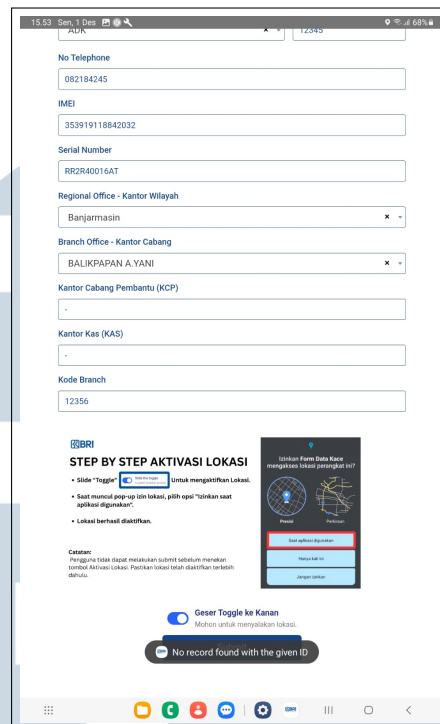 15.53 Sen, 1 Des 68%
ADK × 12345
No Telephone
082184245
IMEI
353919118842032
Serial Number
RR2R40016AT
Regional Office - Kantor Wilayah
Banjarmasin ×
Branch Office - Kantor Cabang
BALIKPAPAN A.YANI ×
Kantor Cabang Pembantu (KCP)
-
Kantor Kas (KAS)
-
Kode Branch
12356
BRI
STEP BY STEP AKTIVASI LOKASI
• Slide "Toggle" Untuk mengaktifkan Lokasi.
• Saat muncul pop-up izin lokasi, pilih opsi "Izinkan saat
aplikasi digunakan".
• Lokasi berhasil diaktifkan.
Catatan:
Pengguna tidak dapat melakukan submit sebelum menekan
tombol Aktivasi Lokasi. Pastikan lokasi telah diaktifkan terlebih
dahulu.
Izinkan Form Data Kace
mengakses lokasi perangkat ini?
Presisi Perkiraan
Saat aplikasi digunakan
Hanya kali ini
Jangan izinkan
Geser Toggle ke Kanan
Mohon untuk menyalakan lokasi.
No record found with the given ID